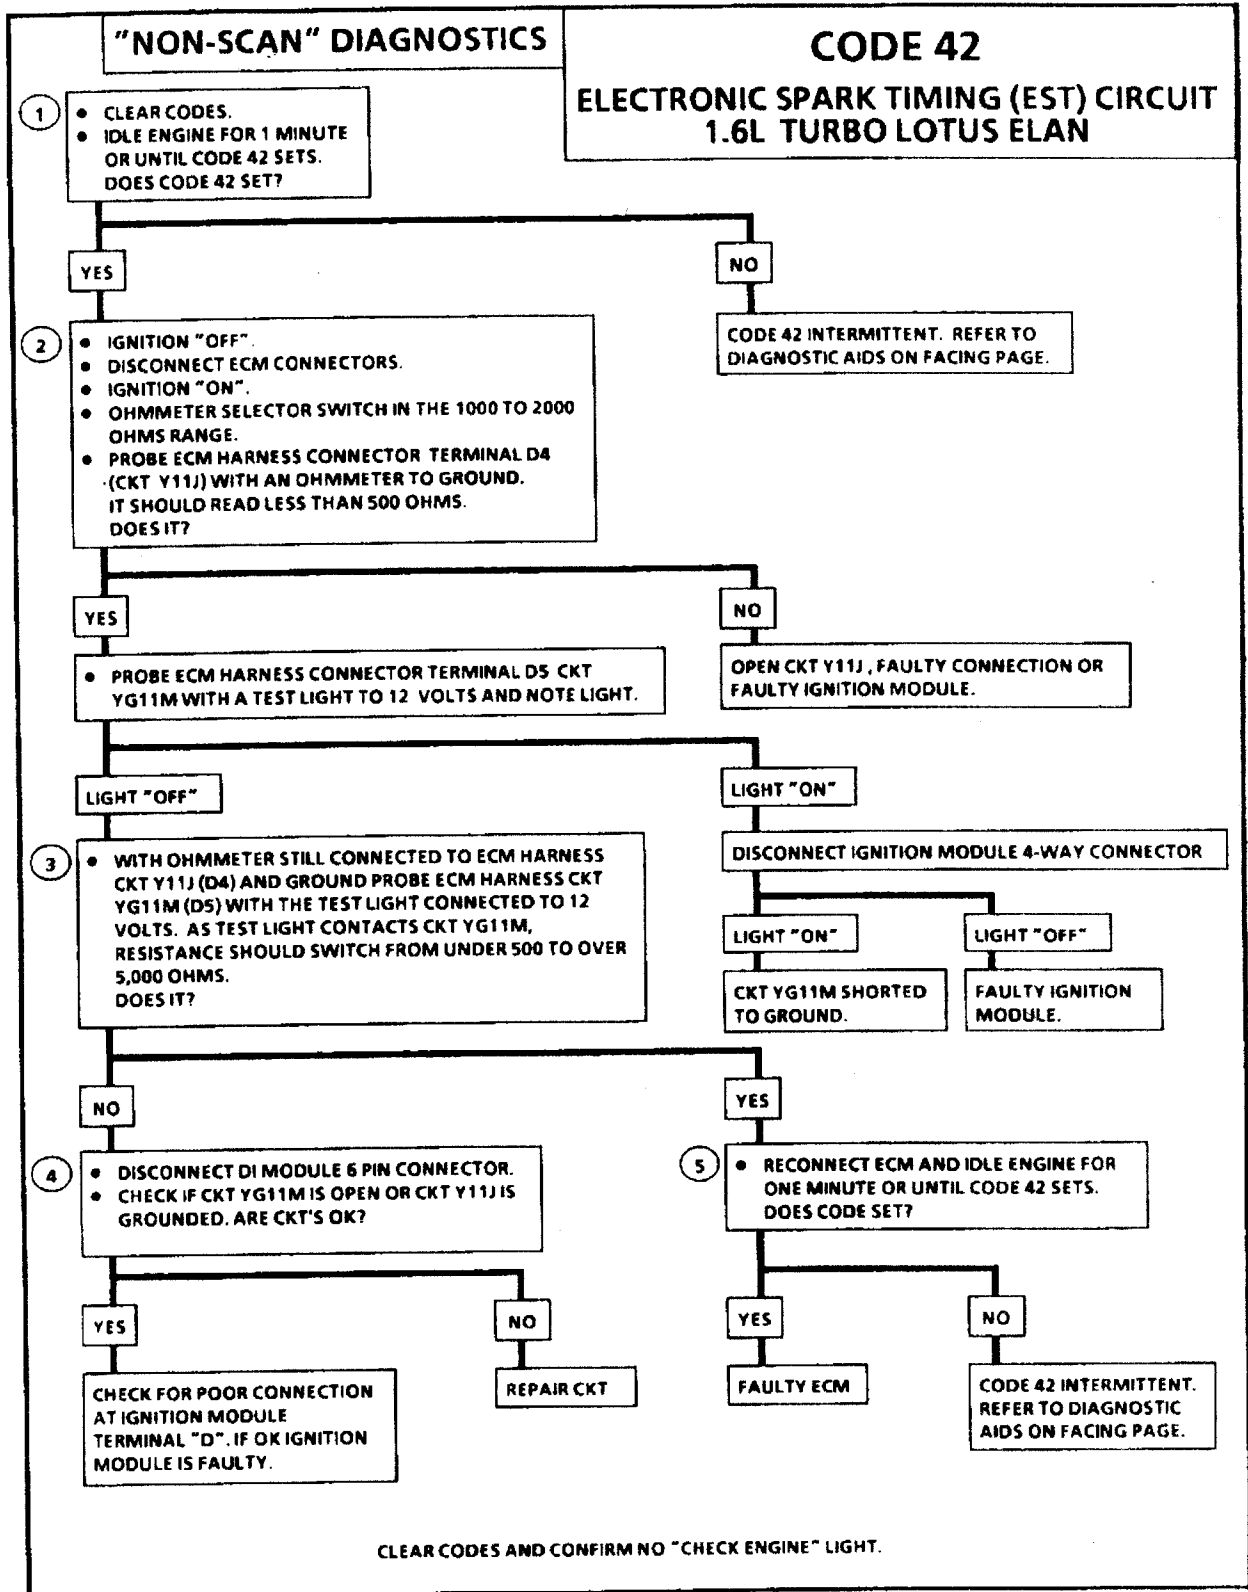 "NON-SCAN" DIAGNOSTICS
CODE 42
ELECTRONIC SPARK TIMING (EST) CIRCUIT
1.6L TURBO LOTUS ELAN
1
• CLEAR CODES.
• IDLE ENGINE FOR 1 MINUTE
OR UNTIL CODE 42 SETS.
DOES CODE 42 SET?
YES
NO
2
• IGNITION "OFF".
• DISCONNECT ECM CONNECTORS.
• IGNITION "ON".
• OHMMETER SELECTOR SWITCH IN THE 1000 TO 2000
OHMS RANGE.
• PROBE ECM HARNESS CONNECTOR TERMINAL D4
(CKT Y11J) WITH AN OHMMETER TO GROUND.
IT SHOULD READ LESS THAN 500 OHMS.
DOES IT?
CODE 42 INTERMITTENT. REFER TO
DIAGNOSTIC AIDS ON FACING PAGE.
YES
NO
• PROBE ECM HARNESS CONNECTOR TERMINAL D5 CKT
YG11M WITH A TEST LIGHT TO 12 VOLTS AND NOTE LIGHT.
OPEN CKT Y11J, FAULTY CONNECTION OR
FAULTY IGNITION MODULE.
LIGHT "OFF"
LIGHT "ON"
3
• WITH OHMMETER STILL CONNECTED TO ECM HARNESS
CKT Y11J (D4) AND GROUND PROBE ECM HARNESS CKT
YG11M (D5) WITH THE TEST LIGHT CONNECTED TO 12
VOLTS. AS TEST LIGHT CONTACTS CKT YG11M,
RESISTANCE SHOULD SWITCH FROM UNDER 500 TO OVER
5,000 OHMS.
DOES IT?
DISCONNECT IGNITION MODULE 4-WAY CONNECTOR
LIGHT "ON"
LIGHT "OFF"
CKT YG11M SHORTED
TO GROUND.
FAULTY IGNITION
MODULE.
NO
YES
4
• DISCONNECT DI MODULE 6 PIN CONNECTOR.
• CHECK IF CKT YG11M IS OPEN OR CKT Y11J IS
GROUNDED. ARE CKT'S OK?
5
• RECONNECT ECM AND IDLE ENGINE FOR
ONE MINUTE OR UNTIL CODE 42 SETS.
DOES CODE SET?
YES
NO
YES
NO
CHECK FOR POOR CONNECTION
AT IGNITION MODULE
TERMINAL "D". IF OK IGNITION
MODULE IS FAULTY.
REPAIR CKT
FAULTY ECM
CODE 42 INTERMITTENT.
REFER TO DIAGNOSTIC
AIDS ON FACING PAGE.
CLEAR CODES AND CONFIRM NO "CHECK ENGINE" LIGHT.